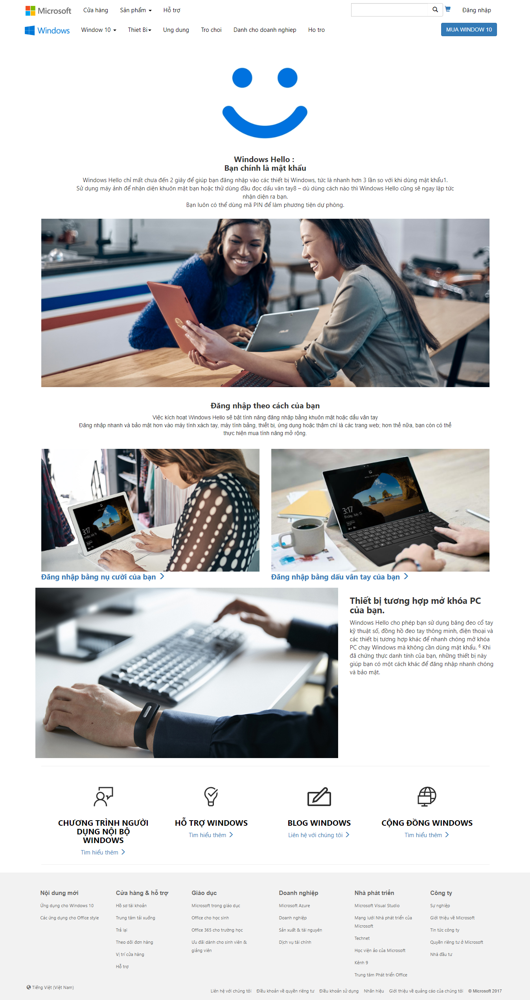 Microsoft Cửa hàng Sản phẩm Hỗ trợ Đăng nhập
Windows Window 10 Thiet Bi Ung dung Tro choi Danh cho doanh nghiep Ho tro MUA WINDOW 10
Windows Hello :
Bạn chính là mật khẩu
Windows Hello chỉ mất chưa đến 2 giây để giúp bạn đăng nhập vào các thiết bị Windows, tức là nhanh hơn 3 lần so với khi dùng mật khẩu1.
Sử dụng máy ảnh để nhận diện khuôn mặt bạn hoặc thử dùng đầu đọc dấu vân tay8 – dù dùng cách nào thì Windows Hello cũng sẽ ngay lập tức
nhận diện ra bạn.
Bạn luôn có thể dùng mã PIN để làm phương tiện dự phòng.
ASUS
Đăng nhập theo cách của bạn
Việc kích hoạt Windows Hello sẽ bật tính năng đăng nhập bằng khuôn mặt hoặc dấu vân tay
Đăng nhập nhanh và bảo mật hơn vào máy tính xách tay, máy tính bảng, thiết bị, ứng dụng hoặc thậm chí là các trang web; hơn thế nữa, bạn còn có thể
thực hiện mua tính năng mở rộng.
3:17
Friday, July 15
3:17
Friday, July 15
Đăng nhập bằng nụ cười của bạn
Đăng nhập bằng dấu vân tay của bạn
Thiết bị tương hợp mở khóa PC
của bạn.
Windows Hello cho phép bạn sử dụng băng đeo cổ tay
kỹ thuật số, đồng hồ đeo tay thông minh, điện thoại và
các thiết bị tương hợp khác để nhanh chóng mở khóa
PC chạy Windows mà không cần dùng mật khẩu. 6 Khi
đã chứng thực danh tính của bạn, những thiết bị này
giúp bạn có một cách khác để đăng nhập nhanh chóng
và bảo mật.
CHƯƠNG TRÌNH NGƯỜI
DỤNG NỘI BỘ
WINDOWS
Tìm hiểu thêm
HỖ TRỢ WINDOWS
Tìm hiểu thêm
BLOG WINDOWS
Liên hệ với chúng tôi
CỘNG ĐỒNG WINDOWS
Tìm hiểu thêm
Nội dung mới
Ứng dụng cho Windows 10
Các ứng dụng cho Office style
Cửa hàng & hỗ trợ
Hồ sơ tài khoản
Trung tâm tải xuống
Trả lại
Theo dõi đơn hàng
Vị trí cửa hàng
Hỗ trợ
Giáo dục
Microsoft trong giáo dục
Office cho học sinh
Office 365 cho trường học
Ưu đãi dành cho sinh viên &
giảng viên
Doanh nghiệp
Microsoft Azure
Doanh nghiệp
Sản xuất & tài nguyên
Dịch vụ tài chính
Nhà phát triển
Microsoft Visual Studio
Mạng lưới Nhà phát triển của
Microsoft
Technet
Học viện ảo của Microsoft
Kênh 9
Trung tâm Phát triển Office
Công ty
Sự nghiệp
Giới thiệu về Microsoft
Tin tức công ty
Quyền riêng tư ở Microsoft
Nhà đầu tư
Tiếng Việt (Việt Nam)
Liên hệ với chúng tôi Điều khoản về quyền riêng tư Điều khoản sử dụng Nhãn hiệu Giới thiệu về quảng cáo của chúng tôi © Microsoft 2017